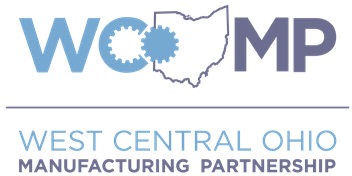 WCOMP
WEST CENTRAL OHIO
MANUFACTURING PARTNERSHIP